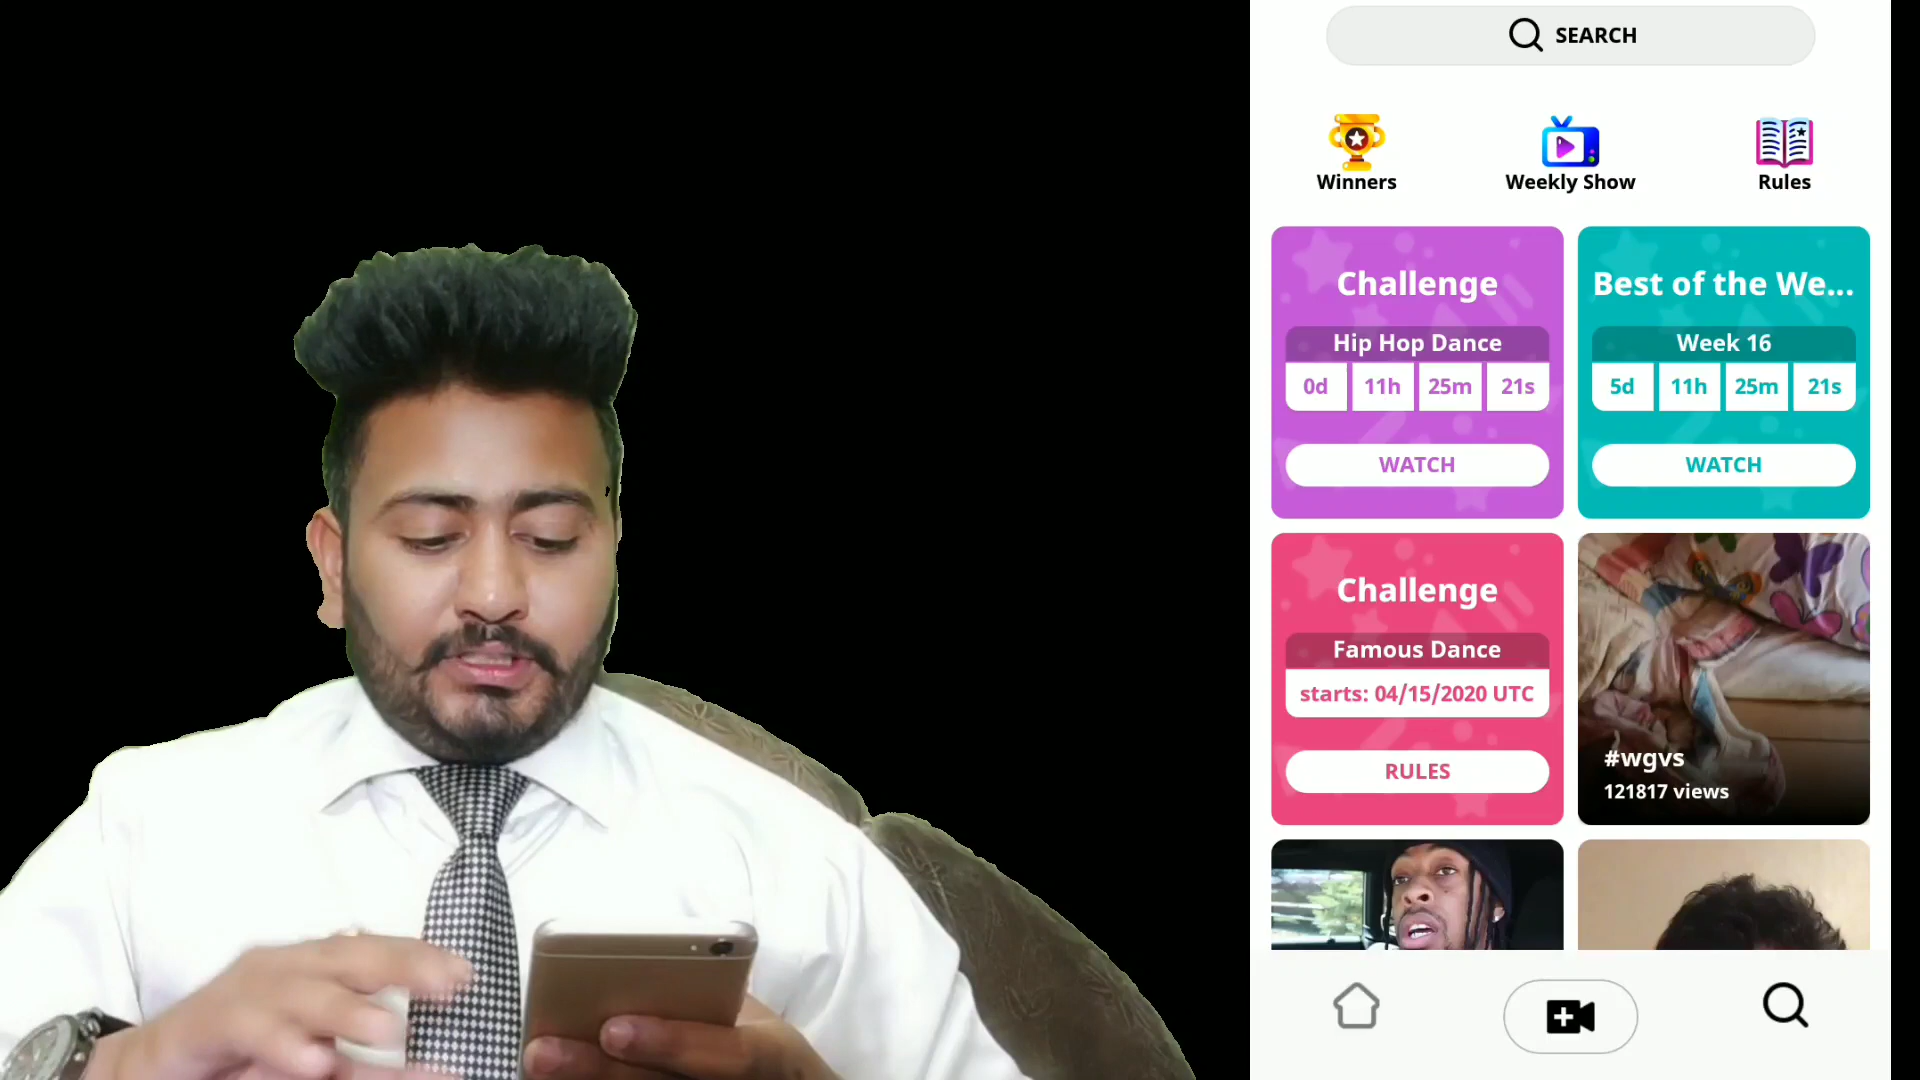 SEARCH
Winners
Weekly Show
Rules
Challenge
Hip Hop Dance
0d 11h 25m 21s
WATCH
Best of the We...
Week 16
5d 11h 25m 21s
WATCH
Challenge
Famous Dance
starts: 04/15/2020 UTC
RULES
#wgvs
121817 views